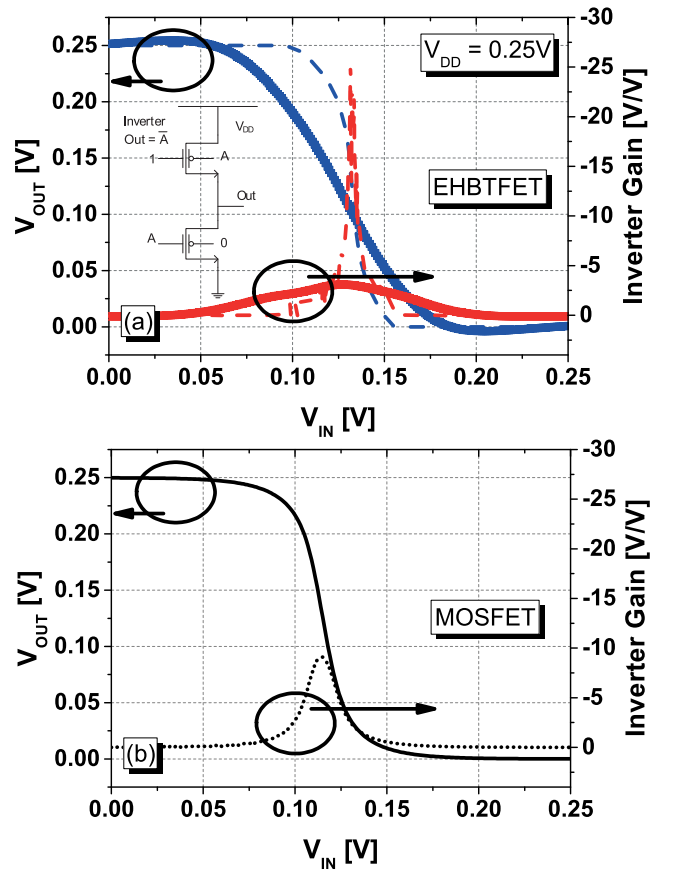 -30
0.25
V_DD = 0.25V
-25
0.20
Inverter
Out = A̅
V_DD
-20
1
A
0.15
-15
V_OUT [V]
Out
EHBTFET
Inverter Gain [V/V]
0.10
-10
A
0
0.05
-5
0.00
(a)
0
0.00 0.05 0.10 0.15 0.20 0.25
V_IN [V]
-30
0.25
-25
0.20
-20
0.15
-15
V_OUT [V]
MOSFET
Inverter Gain [V/V]
0.10
-10
0.05
-5
0.00
(b)
0
0.00 0.05 0.10 0.15 0.20 0.25
V_IN [V]